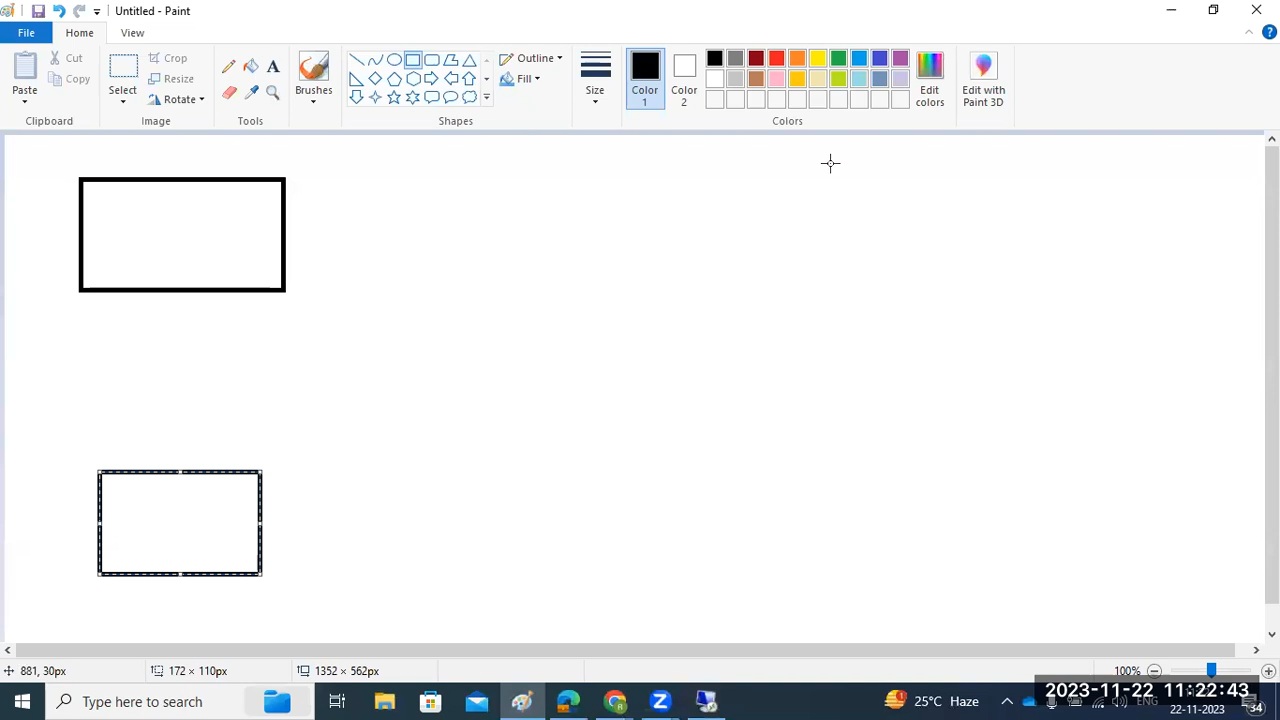 Untitled - Paint
File Home View
Paste
Cut
Copy
Clipboard
Select
Crop
Resize
Rotate
Image
A
Tools
Brushes
Shapes
Outline
Fill
Size
Color 1
Color 2
Colors
Edit colors
Edit with Paint 3D
881, 30px 172 × 110px 1352 × 562px 100%
Type here to search
25°C Haze
ENG
2023-11-22 11:22:43
22-11-2023
34